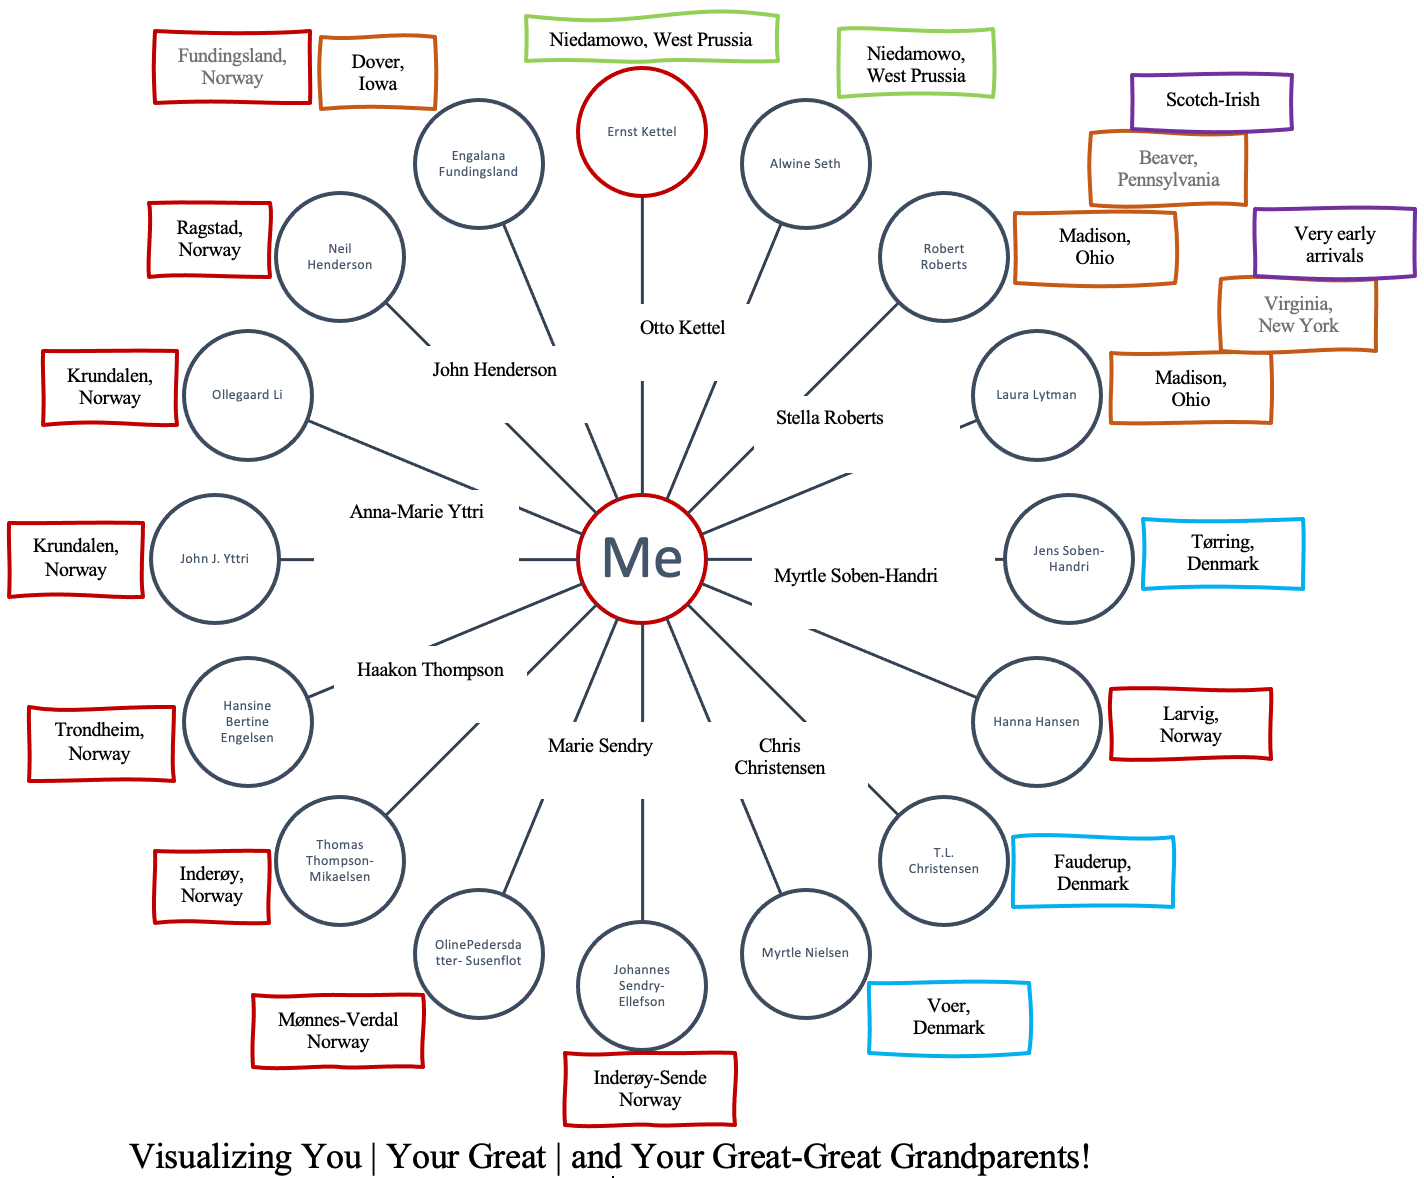 Fundingsland,
Norway
Dover,
Iowa
Niedamowo, West Prussia
Niedamowo,
West Prussia
Scotch-Irish
Beaver,
Pennsylvania
Engalana
Fundingsland
Ernst Kettel
Alwine Seth
Ragstad,
Norway
Neil
Henderson
Robert
Roberts
Madison,
Ohio
Very early
arrivals
Virginia,
New York
Otto Kettel
John Henderson
Krundalen,
Norway
Ollegaard Li
Stella Roberts
Laura Lytman
Madison,
Ohio
Anna-Marie Yttri
Krundalen,
Norway
John J. Yttri
Me
Myrtle Soben-Handri
Jens Soben-
Handri
Tørring,
Denmark
Haakon Thompson
Trondheim,
Norway
Hansine
Bertine
Engelsen
Hanna Hansen
Larvig,
Norway
Marie Sendry
Chris
Christensen
Inderøy,
Norway
Thomas
Thompson-
Mikaelsen
T.L.
Christensen
Fauderup,
Denmark
OlinePedersda
tter- Susenflot
Johannes
Sendry-
Ellefson
Myrtle Nielsen
Mønnes-Verdal
Norway
Voer,
Denmark
Inderøy-Sende
Norway
Visualizing You | Your Great | and Your Great-Great Grandparents!